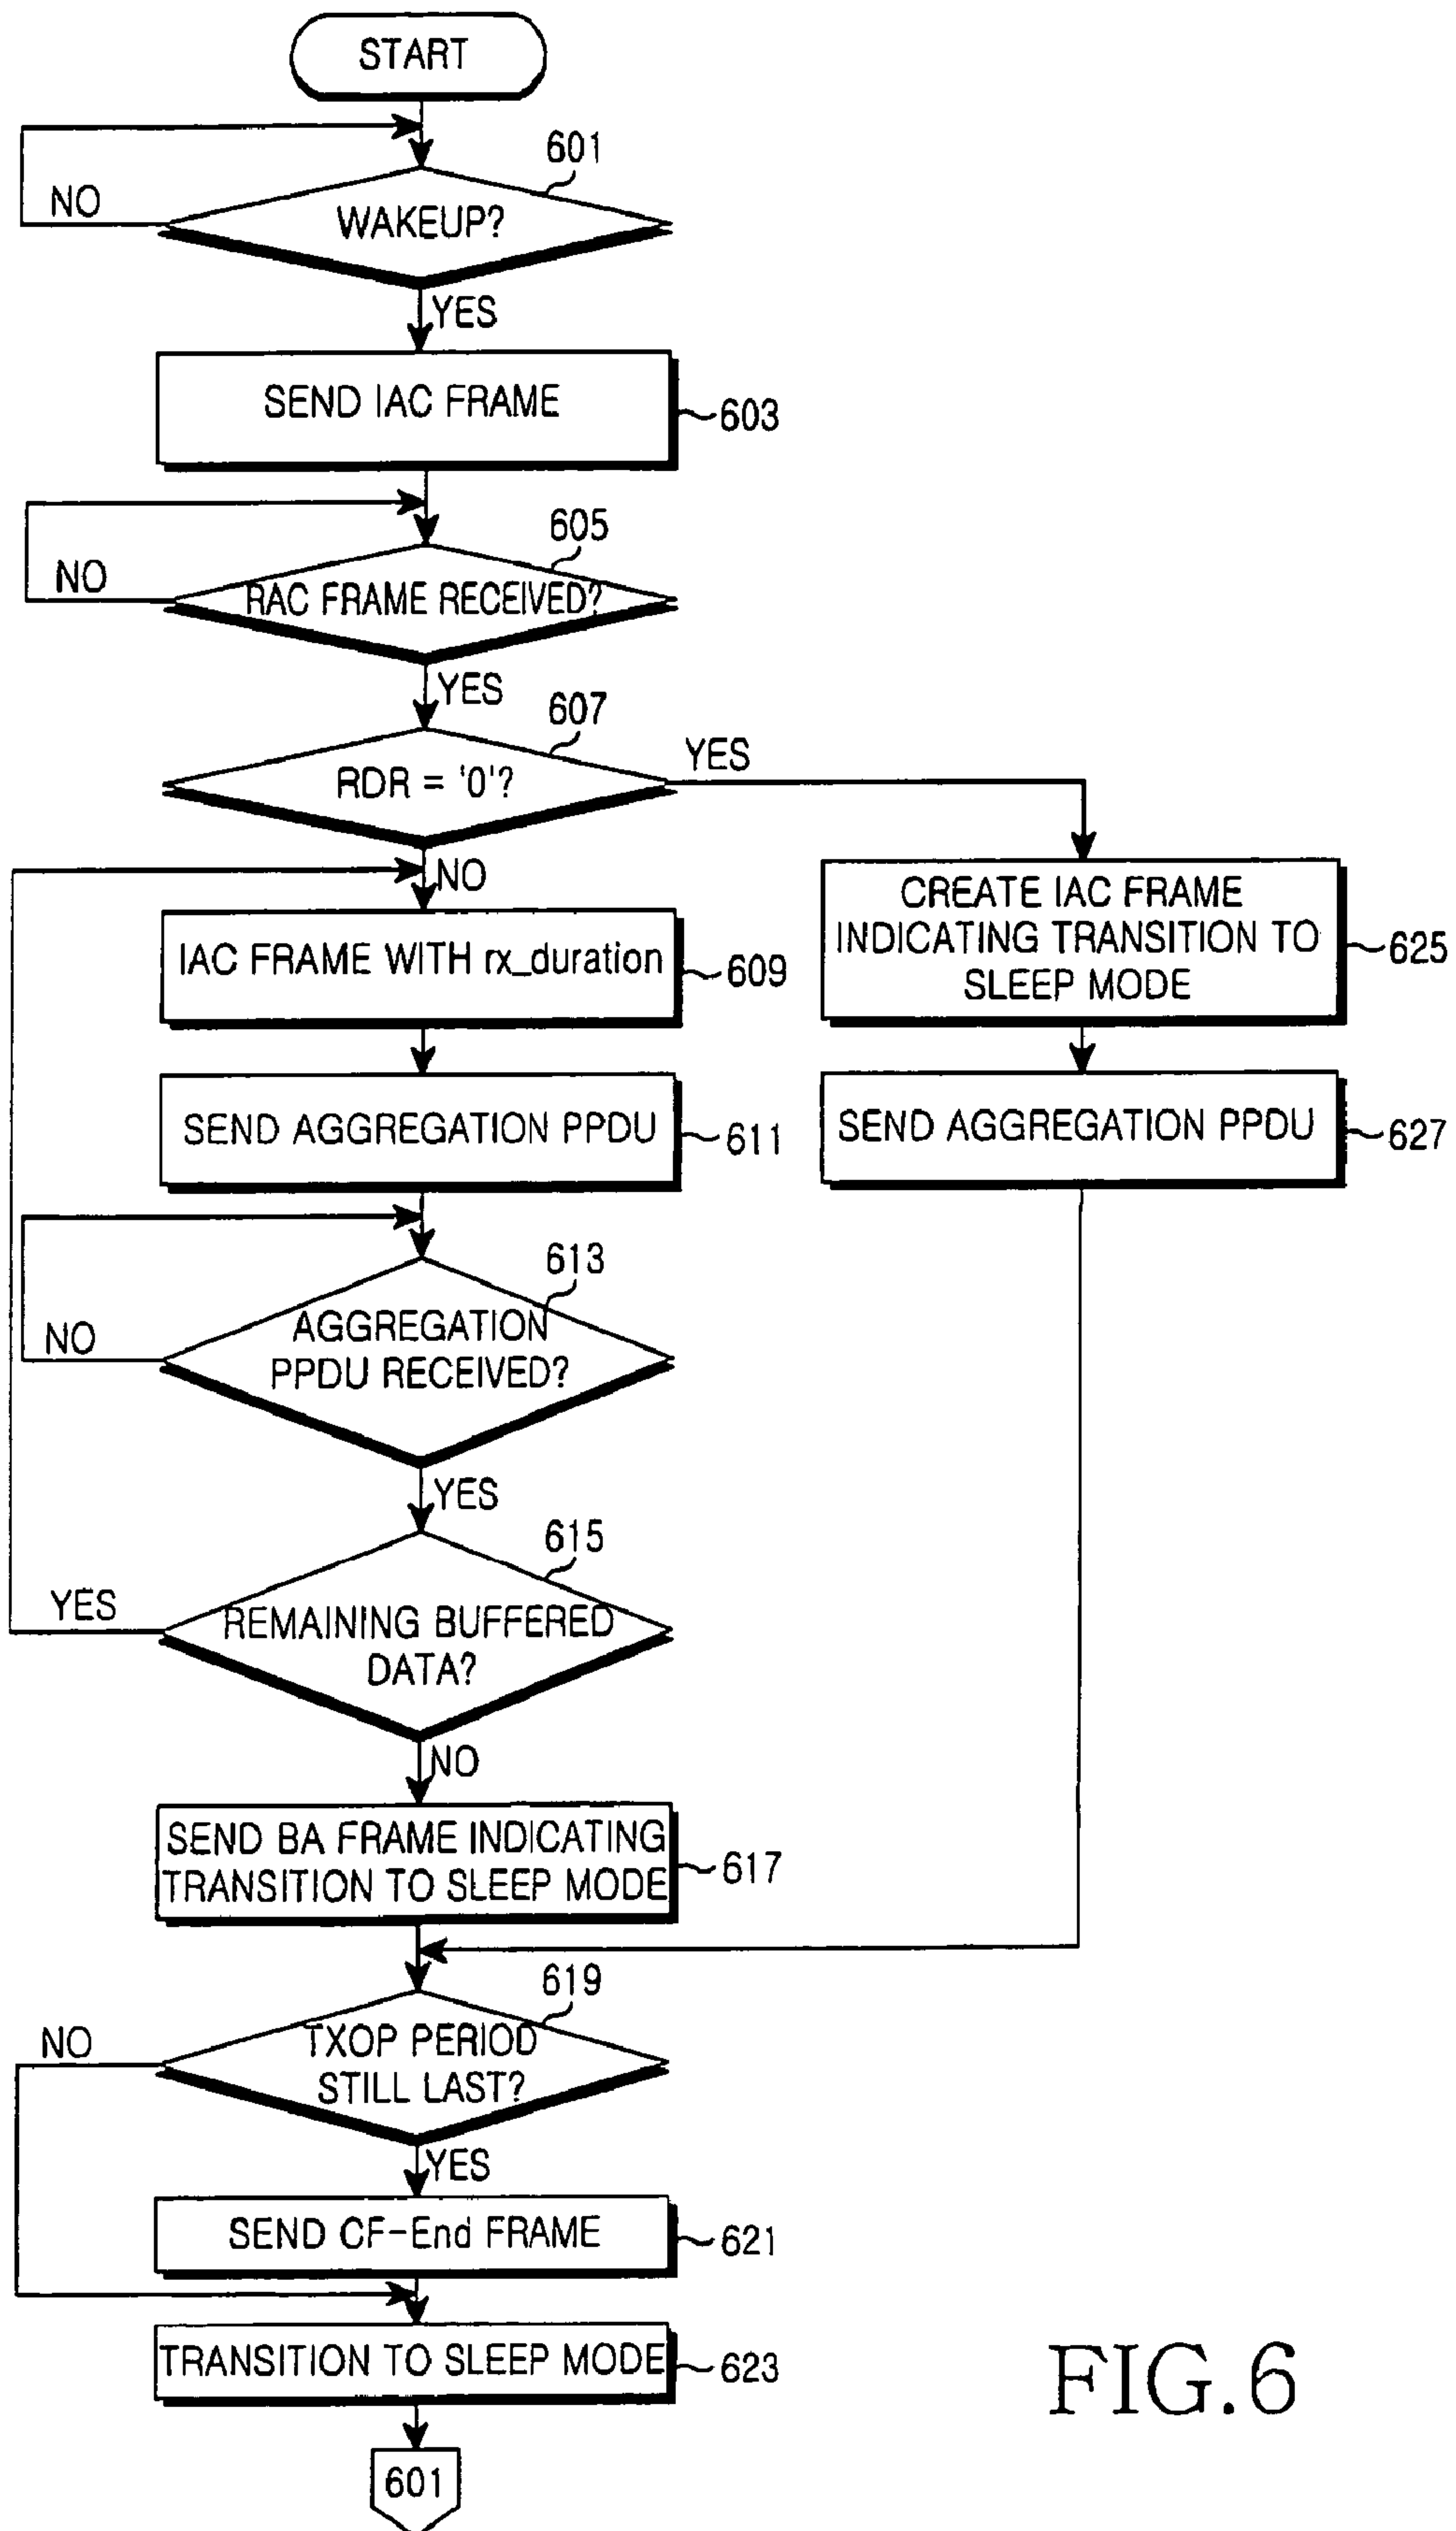 START
601
NO
WAKEUP?
YES
SEND IAC FRAME
603
605
NO
RAC FRAME RECEIVED?
YES
607
RDR = '0'?
YES
NO
CREATE IAC FRAME
INDICATING TRANSITION TO
SLEEP MODE
625
IAC FRAME WITH rx_duration
609
SEND AGGREGATION PPDU
611
SEND AGGREGATION PPDU
627
613
NO
AGGREGATION
PPDU RECEIVED?
YES
615
YES
REMAINING BUFFERED
DATA?
NO
SEND BA FRAME INDICATING
TRANSITION TO SLEEP MODE
617
619
NO
TXOP PERIOD
STILL LAST?
YES
SEND CF-End FRAME
621
TRANSITION TO SLEEP MODE
623
601
FIG.6